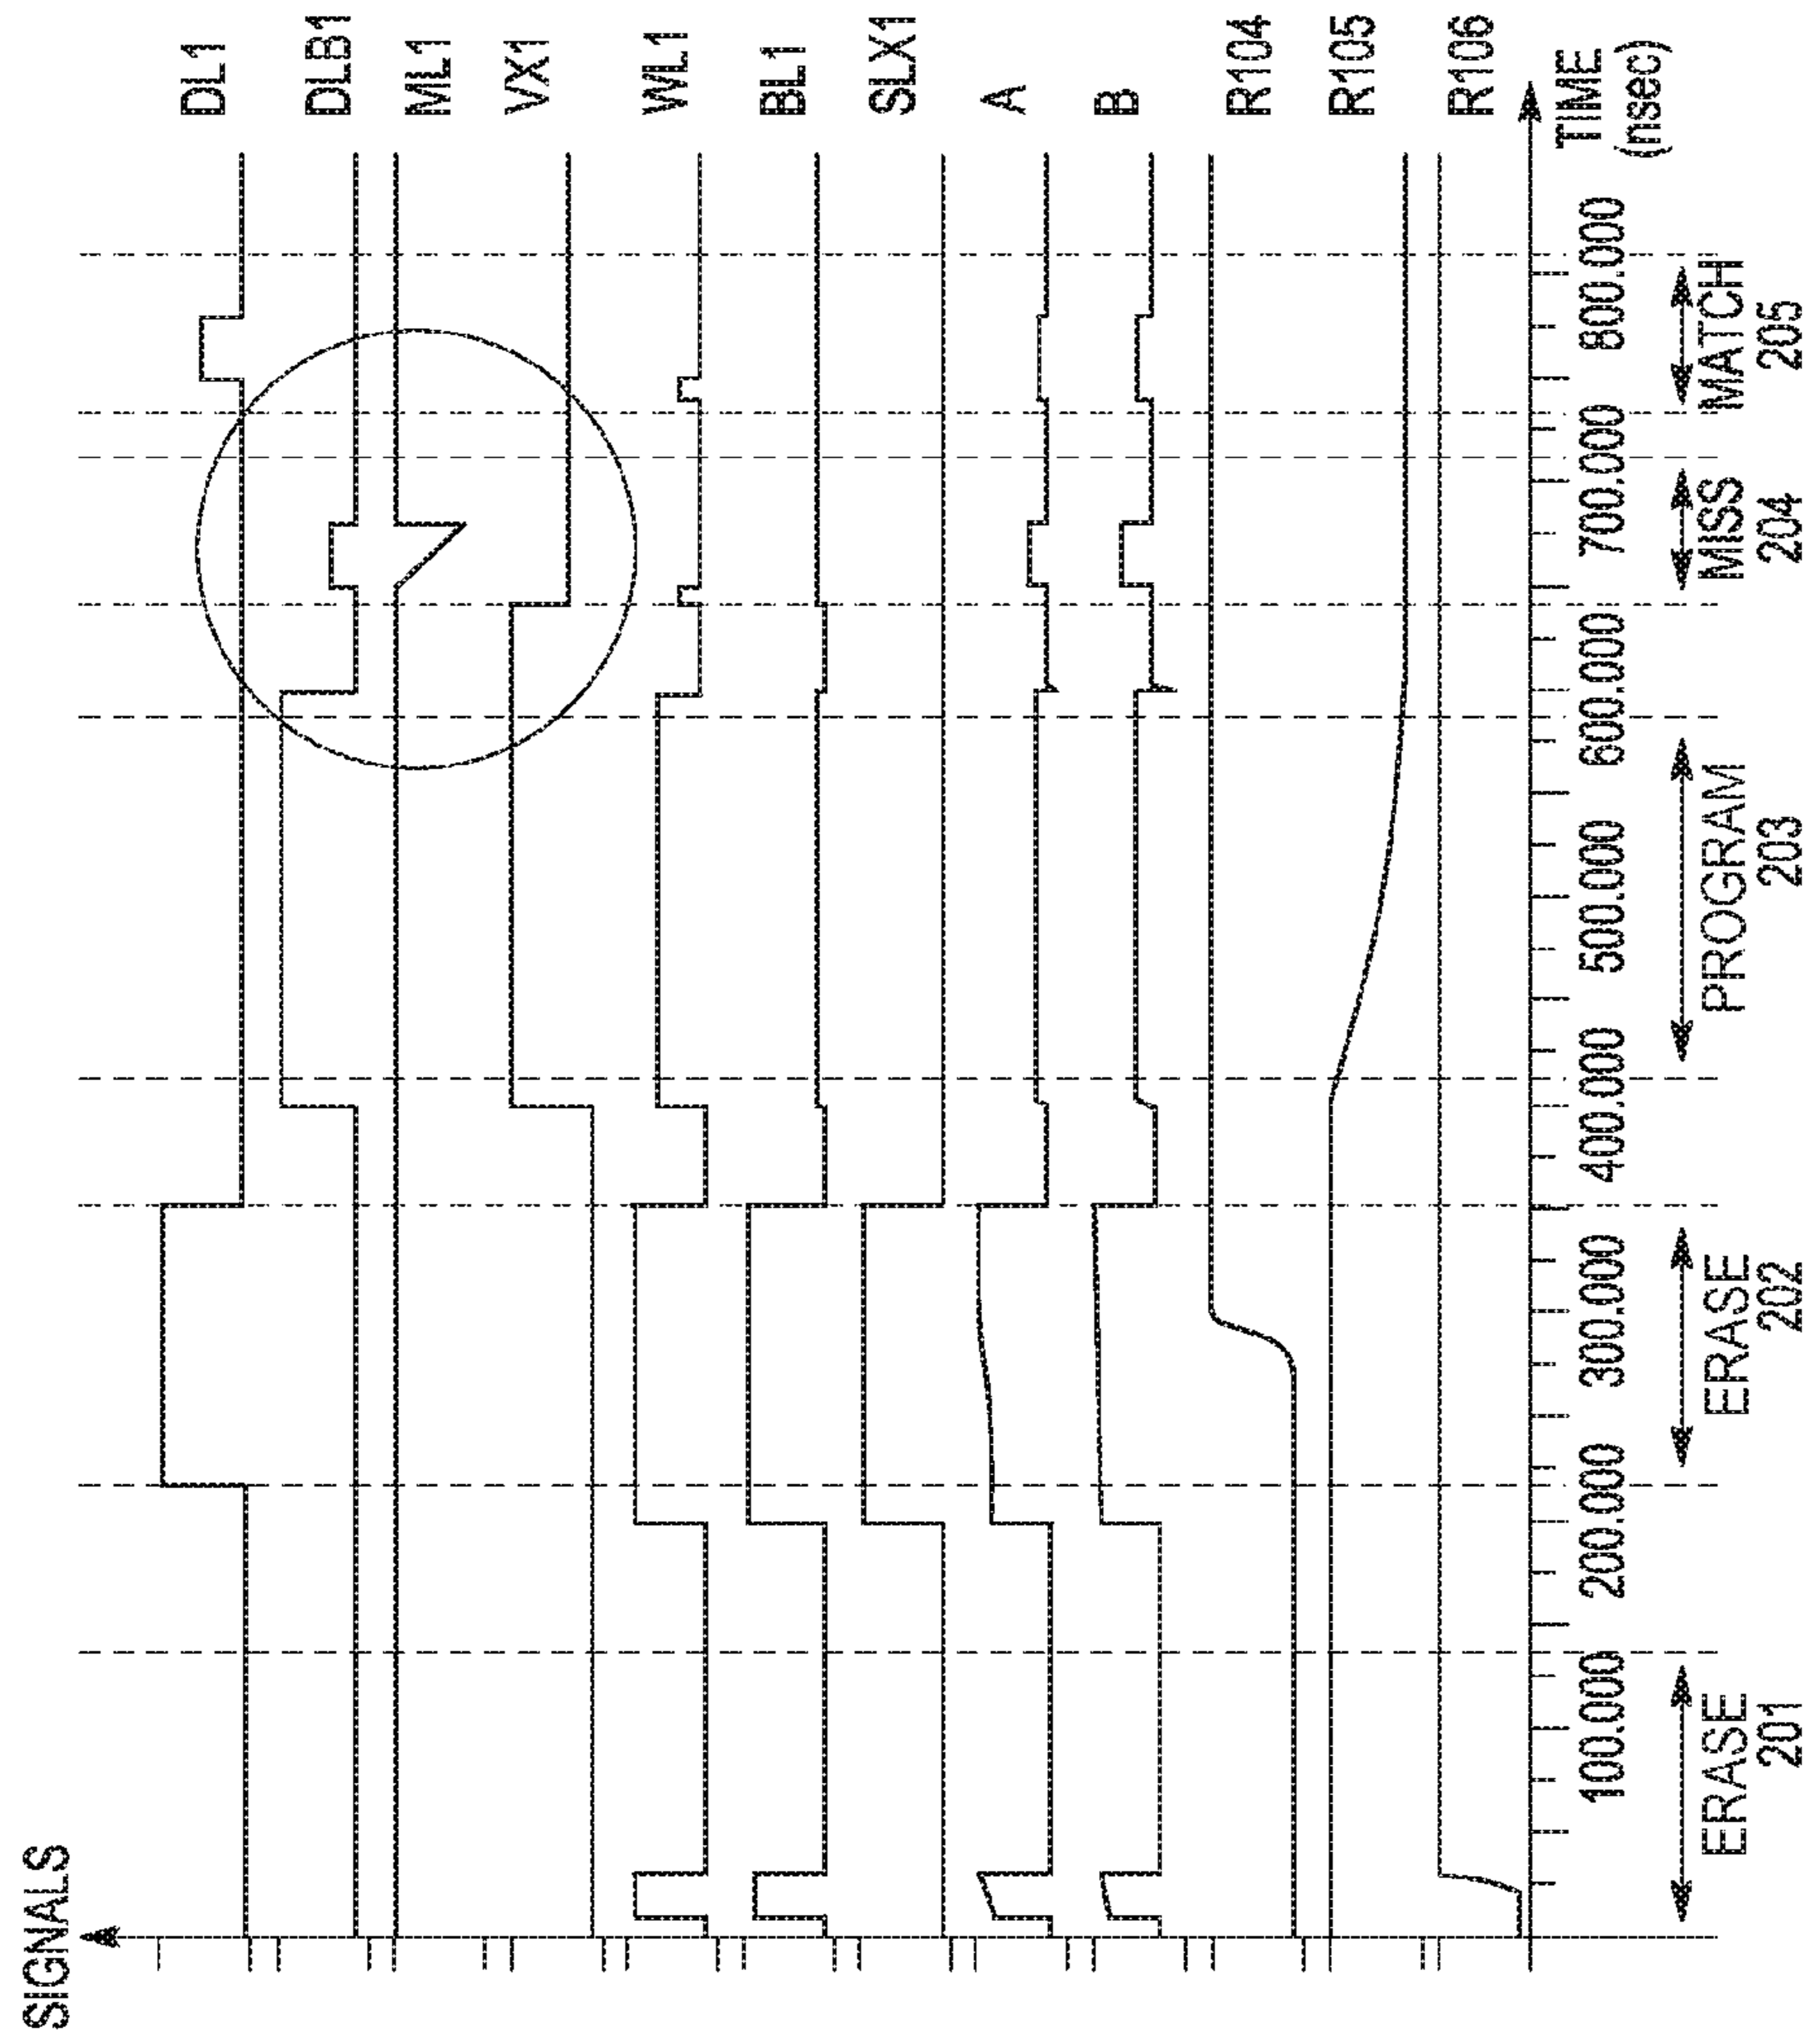 SIGNALS
DL1
DLB1
ML1
VX1
WL1
BL1
SLX1
A
B
R104
R105
R106
TIME
(nsec)
100.000
200.000
300.000
400.000
500.000
600.000
700.000
800.000
ERASE
201
ERASE
202
PROGRAM
203
MISS
204
MATCH
205